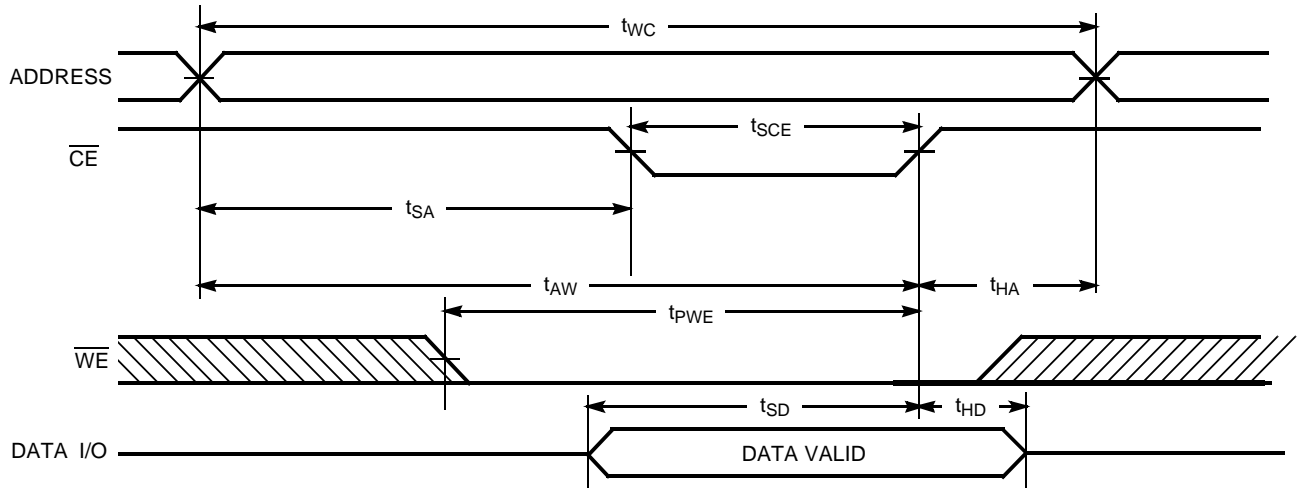 tWC
ADDRESS
tSCE
CE
tSA
tAW
tHA
tPWE
WE
tSD
tHD
DATA I/O
DATA VALID